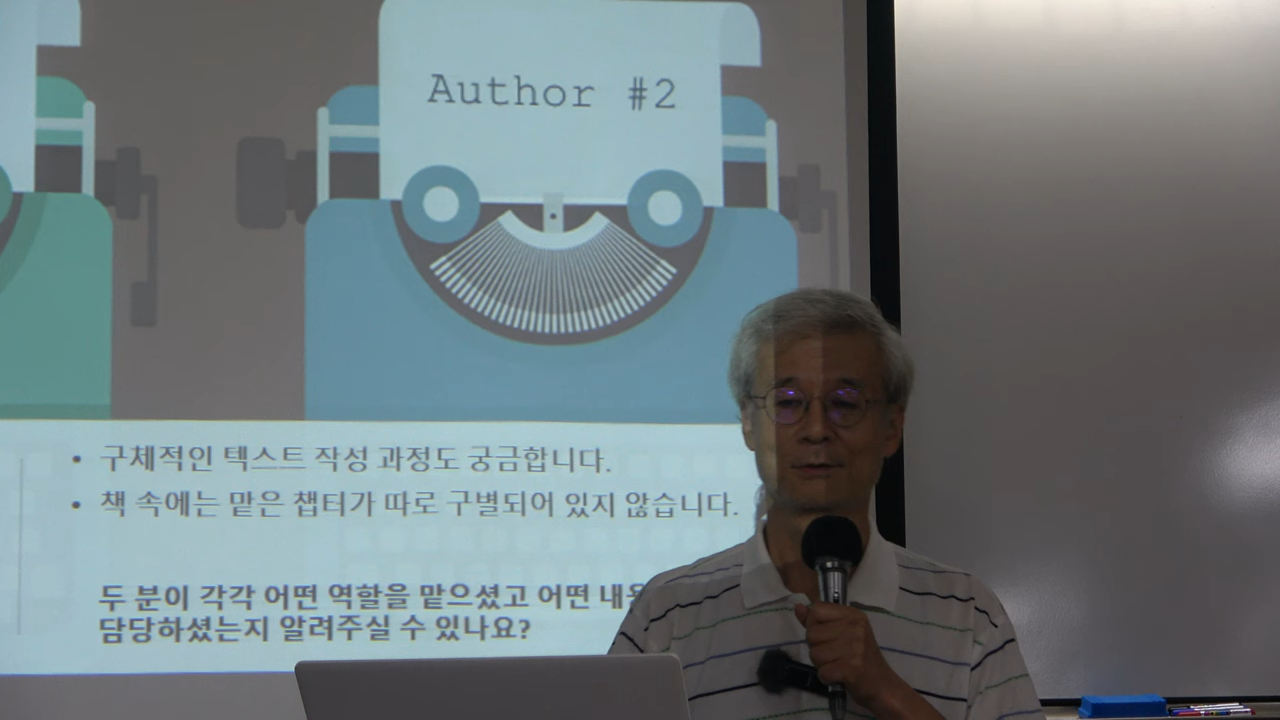 Author #2
• 구체적인 텍스트 작성 과정도 궁금합니다.
• 책 속에는 맡은 챕터가 따로 구별되어 있지 않습니다.
두 분이 각각 어떤 역할을 맡으셨고 어떤
담당하셨는지 알려주실 수 있나요?